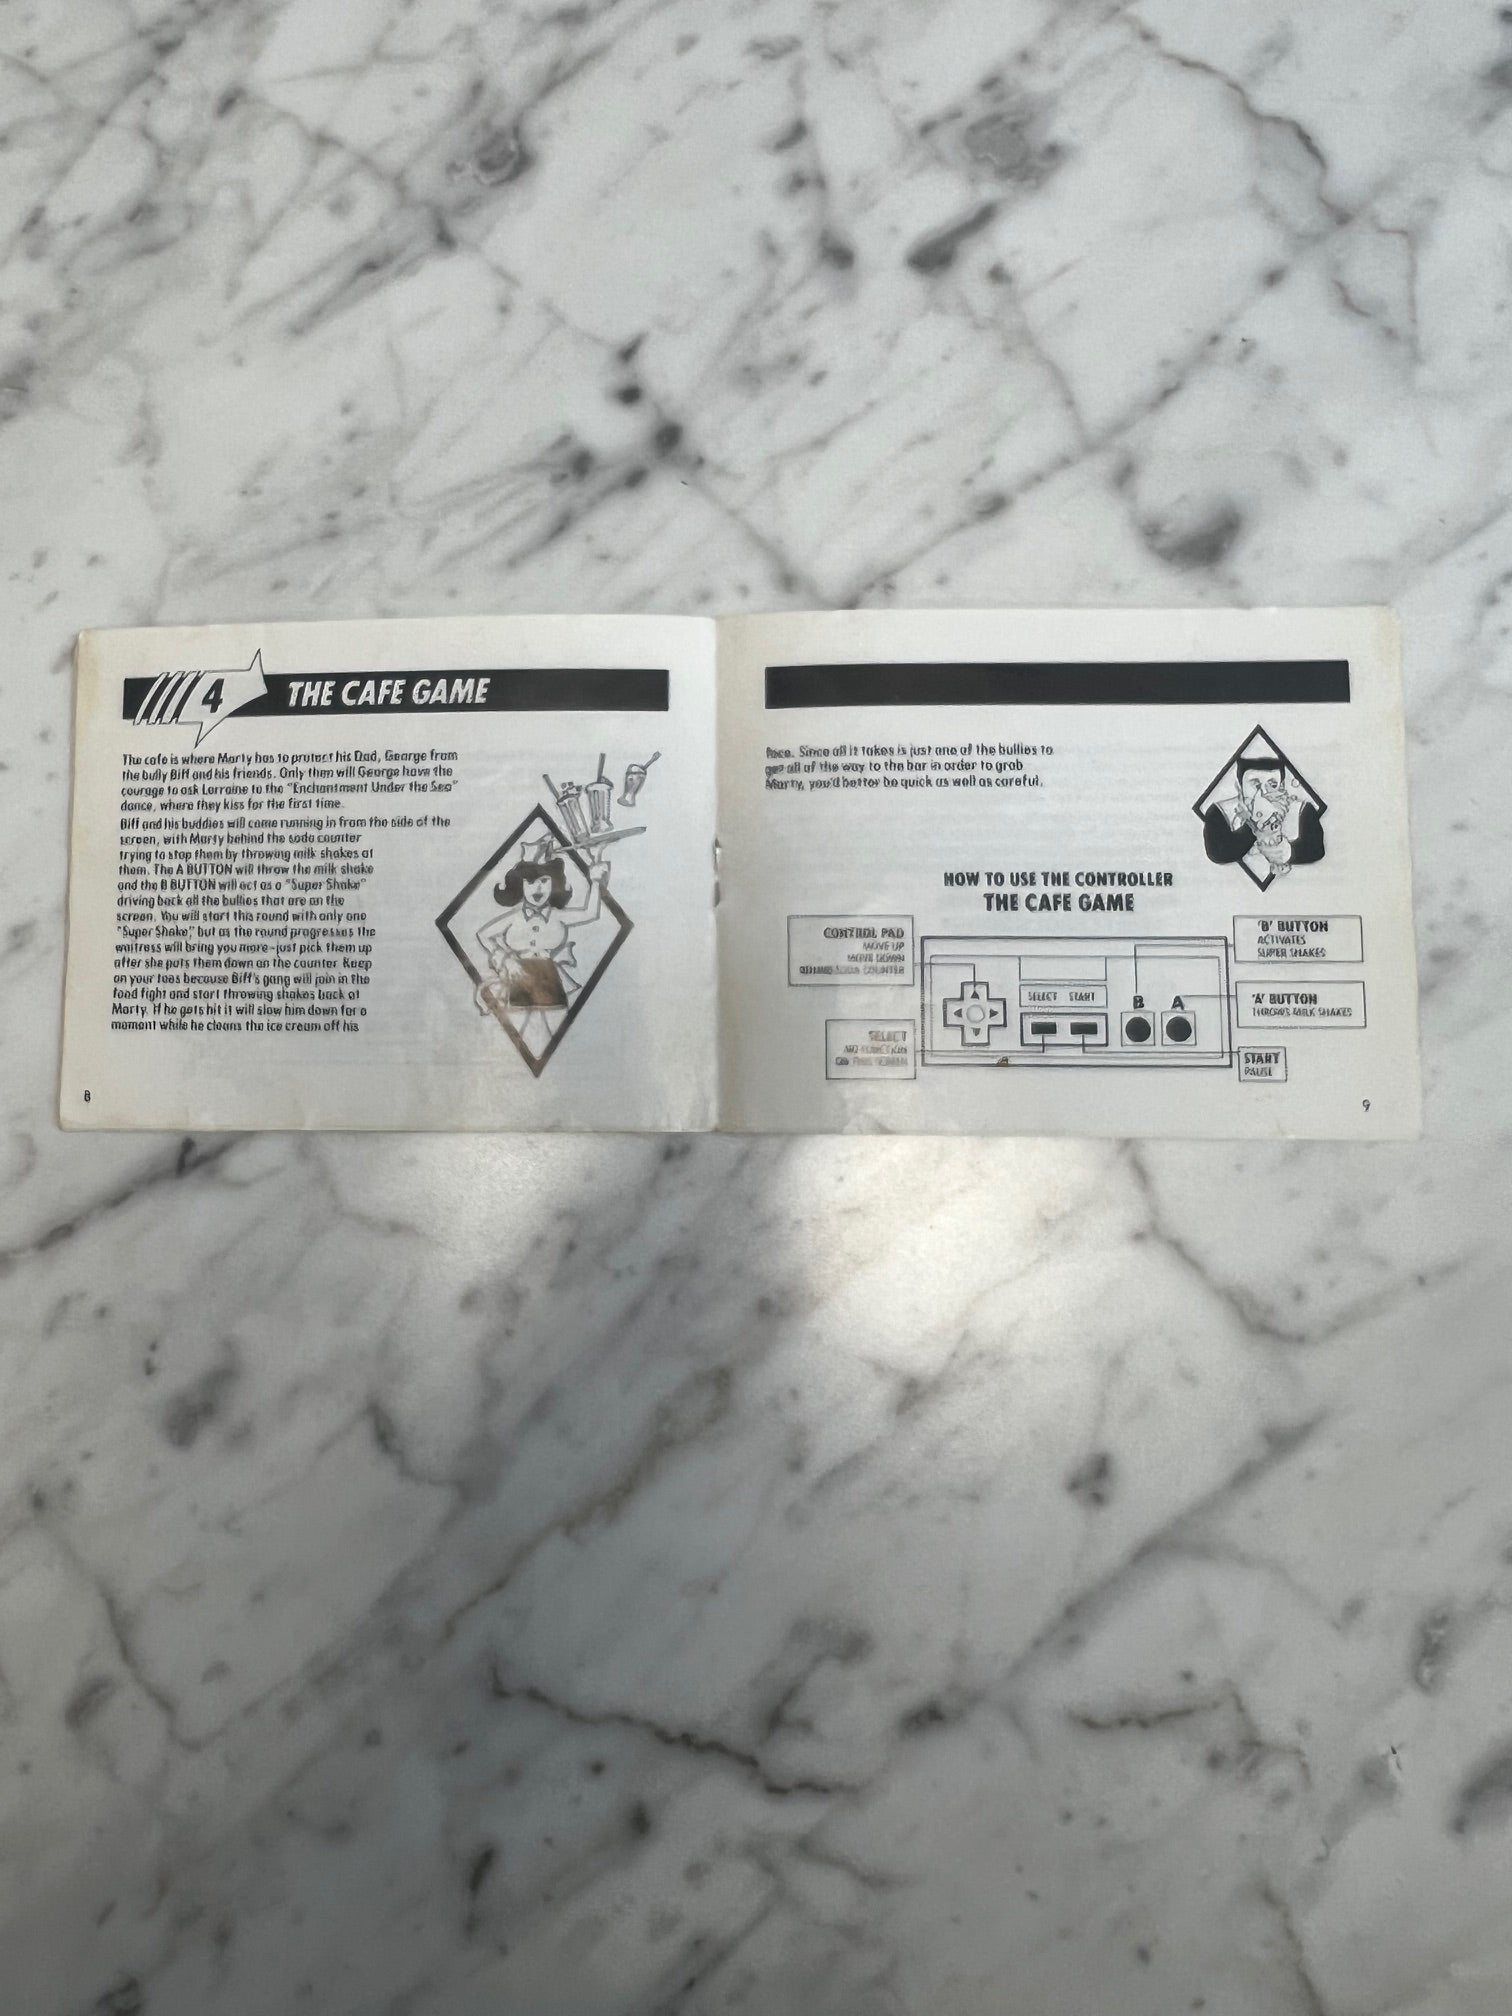 4 THE CAFE GAME
The cafe is where Marty has to protect his Dad, George from
the bully Biff and his friends. Only then will George have the
courage to ask Lorraine to the "Enchantment Under the Sea"
dance, where they kiss for the first time.
Biff and his buddies will come running in from the side of the
screen, with Marty behind the soda counter
trying to stop them by throwing milk shakes at
them. The A BUTTON will throw the milk shake
and the B BUTTON will act as a "Super Shake"
driving back all the bullies that are on the
screen. You will start this round with only one
"Super Shake," but as the round progresses the
waitress will bring you more–just pick them up
after she puts them down on the counter. Keep
on your toes because Biff's gang will join in the
food fight and start throwing shakes back at
Marty. If he gets hit it will slow him down for a
moment while he cleans the ice cream off his
8
face. Since all it takes is just one of the bullies to
get all of the way to the bar in order to grab
Marty, you'd better be quick as well as careful.
HOW TO USE THE CONTROLLER
THE CAFE GAME
CONTROL PAD
MOVE UP
MOVE DOWN
BEHIND SODA COUNTER
SELECT
NO FUNCTION
ON THIS SCREEN
SELECT START
B A
'B' BUTTON
ACTIVATES
SUPER SHAKES
'A' BUTTON
THROWS MILK SHAKES
START
PAUSE
9